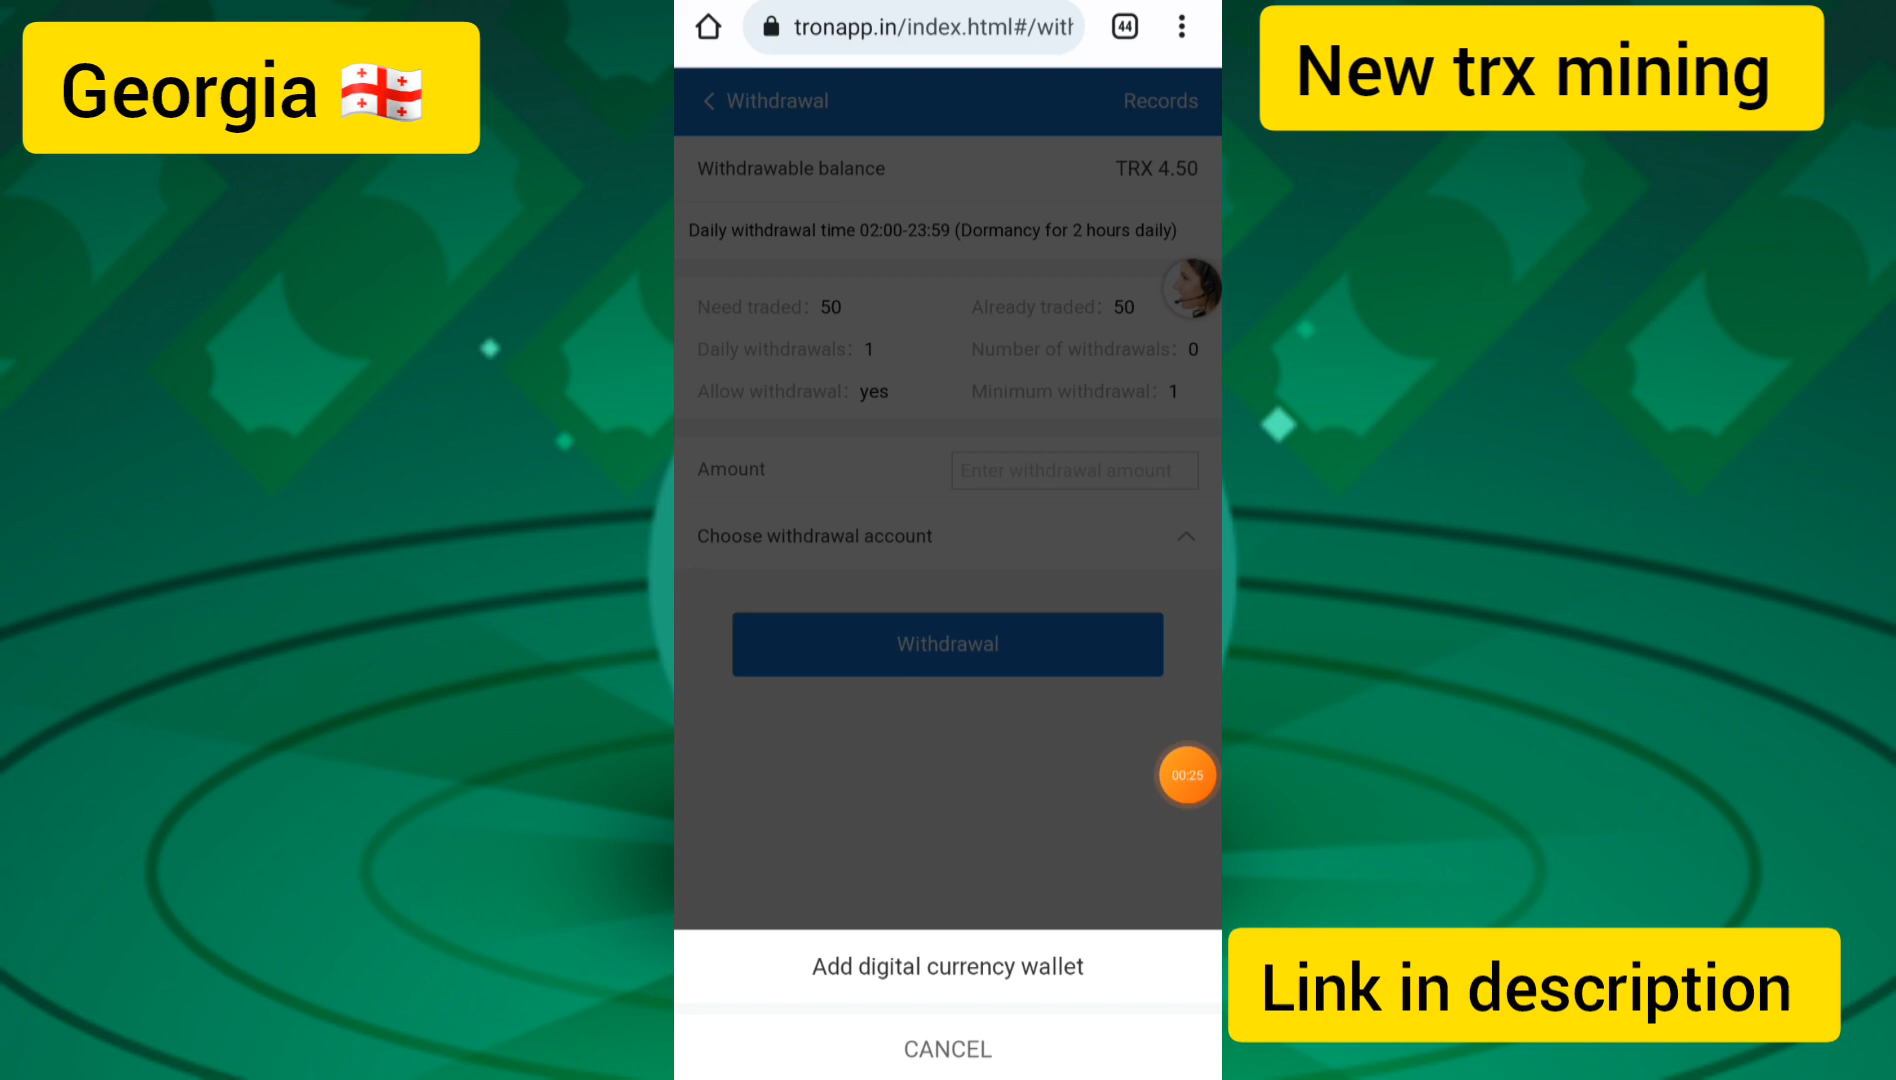 Georgia 🇬🇪
New trx mining
tronapp.in/index.html#/with
44
Withdrawal
Records
Withdrawable balance
TRX 4.50
Daily withdrawal time 02:00-23:59 (Dormancy for 2 hours daily)
Need traded: 50
Already traded: 50
Daily withdrawals: 1
Number of withdrawals: 0
Allow withdrawal: yes
Minimum withdrawal: 1
Amount
Enter withdrawal amount
Choose withdrawal account
Withdrawal
00:25
Add digital currency wallet
CANCEL
Link in description